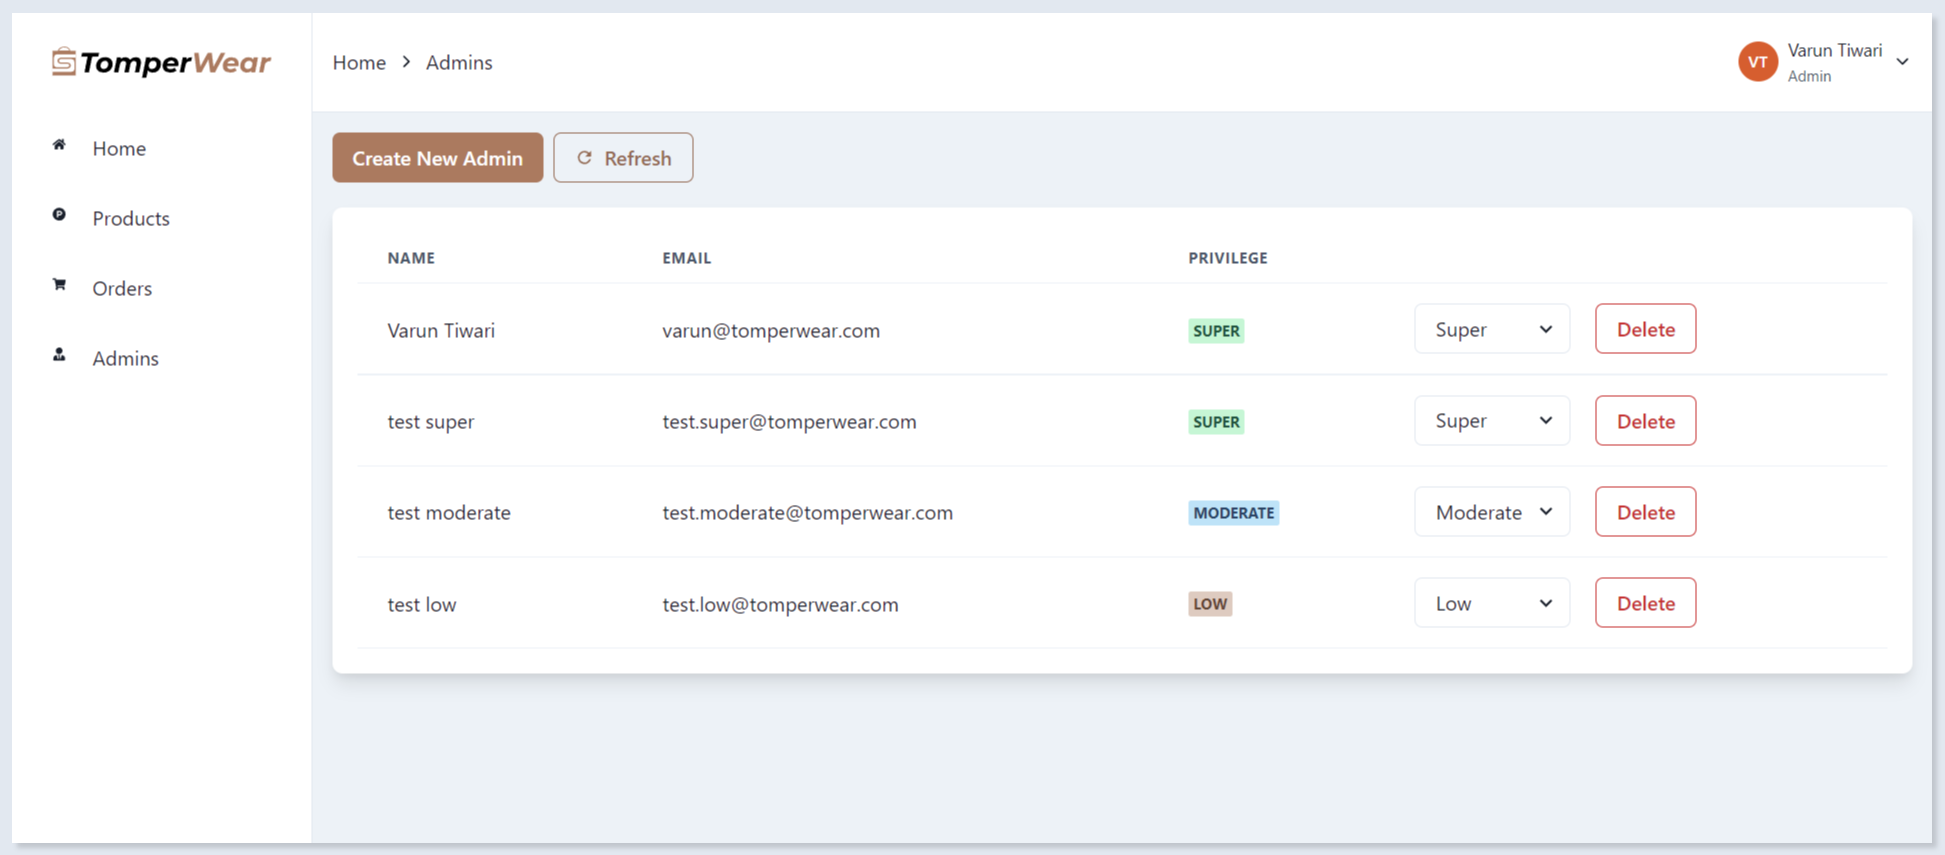 TomperWear
Home > Admins
VT
Varun Tiwari
Admin
Home
Products
Orders
Admins
Create New Admin
Refresh
NAME EMAIL PRIVILEGE
Varun Tiwari varun@tomperwear.com SUPER Super Delete
test super test.super@tomperwear.com SUPER Super Delete
test moderate test.moderate@tomperwear.com MODERATE Moderate Delete
test low test.low@tomperwear.com LOW Low Delete